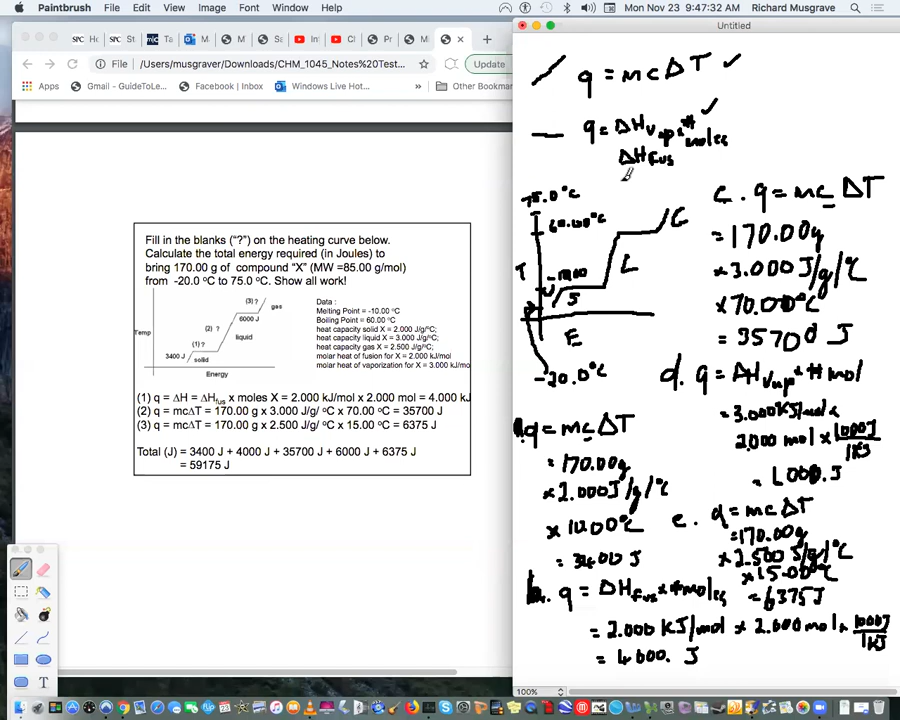 Paintbrush File Edit View Image Font Window Help
Mon Nov 23 9:47:32 AM Richard Musgrave
Untitled
/Users/musgraver/Downloads/CHM_1045_Notes%20Test...
Update
Apps Gmail - GuideToLe... Facebook | Home Windows Live Hot... » Other Bookmar
Fill in the blanks ("?") on the heating curve below.
Calculate the total energy required (in Joules) to
bring 170.00 g of compound "X" (MW =85.00 g/mol)
from -20.0 °C to 75.0 °C. Show all work!
(3) ?
gas
6000 J
(2) ?
liquid
Temp
(1) ?
3400 J
solid
Energy
Data :
Melting Point = -10.00 °C
Boiling Point = 60.00 °C
heat capacity solid X = 2.000 J/g/°C
heat capacity liquid X = 3.000 J/g/°C;
heat capacity gas X = 2.500 J/g/°C;
molar heat of fusion for X = 2.000 kJ/mol
molar heat of vaporization for X = 3.000 kJ/mo
(1) q = ΔH = ΔHfus x moles X = 2.000 kJ/mol x 2.000 mol = 4.000 kJ
(2) q = mcΔT = 170.00 g x 3.000 J/g/ °C x 70.00 °C = 35700 J
(3) q = mcΔT = 170.00 g x 2.500 J/g/ °C x 15.00 °C = 6375 J
Total (J) = 3400 J + 4000 J + 35700 J + 6000 J + 6375 J
= 59175 J
q = mcΔT ✓
q = ΔHvap x # moles ✓
ΔHfus
75.0°C
T
S
L
E
-20.0°C
c. q = mcΔT
= 170.00g
x 3.000 J/g/°C
x 70.00°C
= 35700 J
d. q = ΔHvap x # mol
= 3.000 KJ/mol x
2.000 mol x 1000J
1KJ
a. q = mcΔT
= 170.00g
x 2.000 J/g/°C
= 3400 J
e. q = mcΔT
= 170.00g
x 2.500 J/g/°C
x 15.00°C
= 6375 J
b. q = ΔHfus x # moles
= 2.000 KJ/mol x 2.000 mol x 1000J
1KJ
= 4000. J
100%